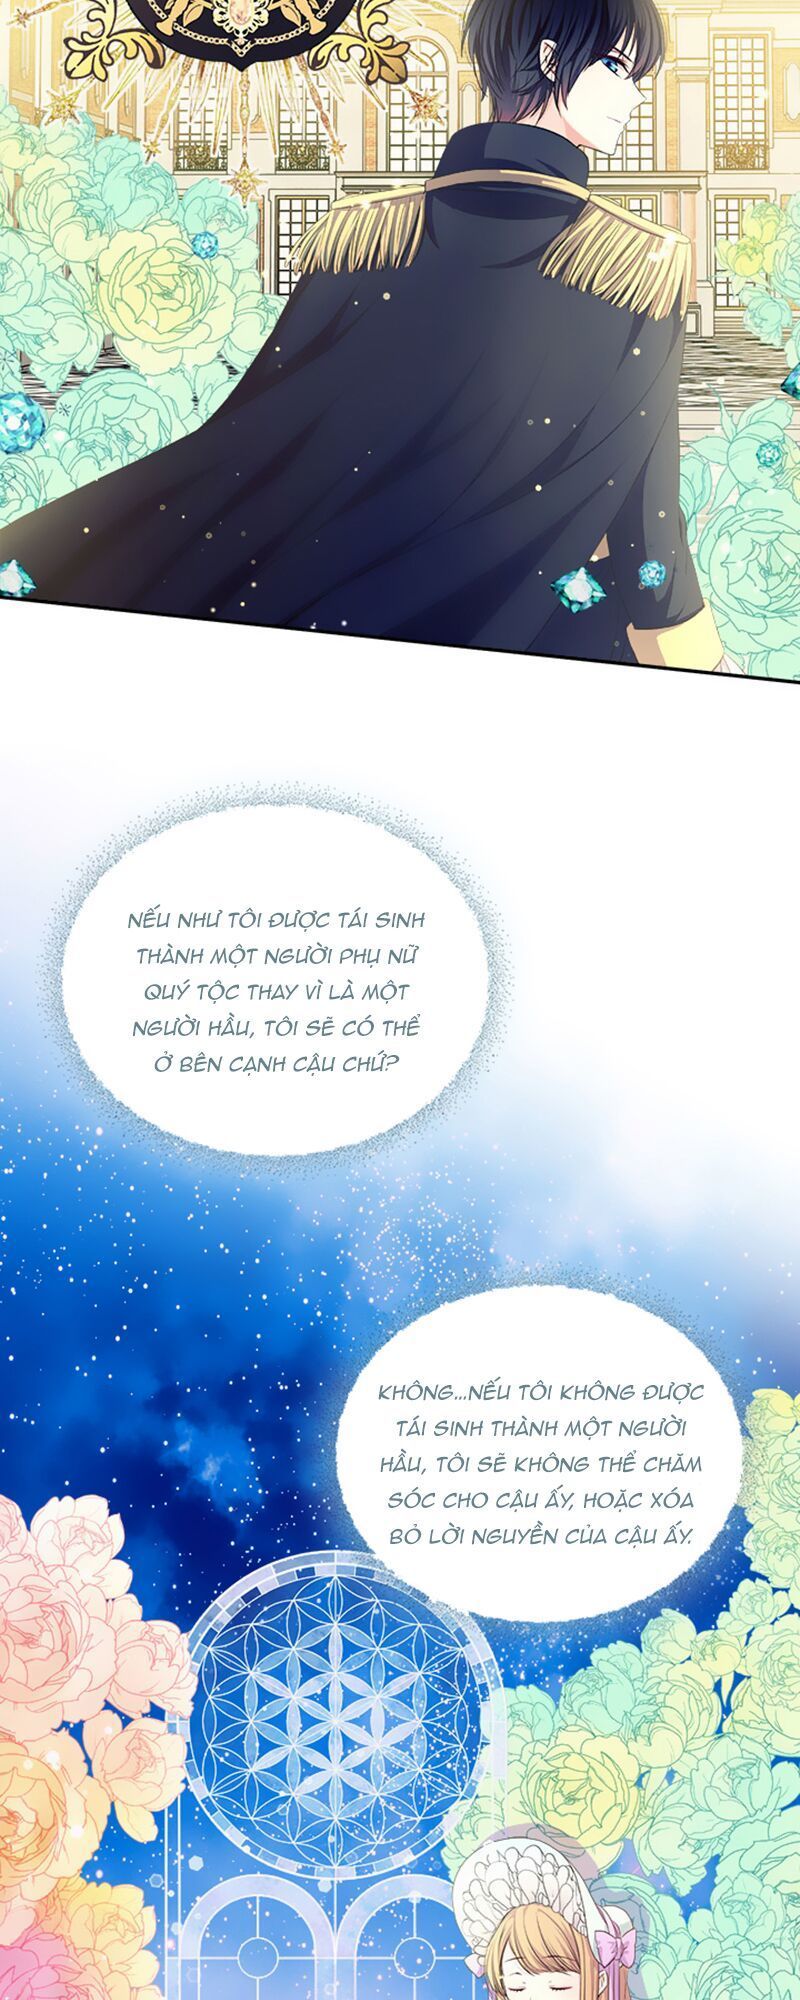 NẾU NHƯ TÔI ĐƯỢC TÁI SINH
THÀNH MỘT NGƯỜI PHỤ NỮ
QUÝ TỘC THAY VÌ LÀ MỘT
NGƯỜI HẦU, TÔI SẼ CÓ THỂ
Ở BÊN CẠNH CẬU CHỨ?
KHÔNG...NẾU TÔI KHÔNG ĐƯỢC
TÁI SINH THÀNH MỘT NGƯỜI
HẦU, TÔI SẼ KHÔNG THỂ CHĂM
SÓC CHO CẬU ẤY, HOẶC XÓA
BỎ LỜI NGUYỀN CỦA CẬU ẤY.